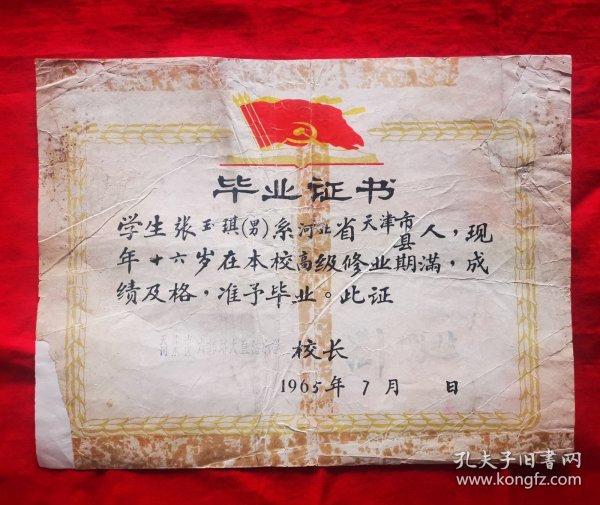 毕业证书
学生张玉琪(男)系河北省天津市县人，现
年十六岁在本校高级修业期满，成
绩及格，准予毕业。此证
校长
1965年7月 日
孔夫子旧书网
www.kongfz.com